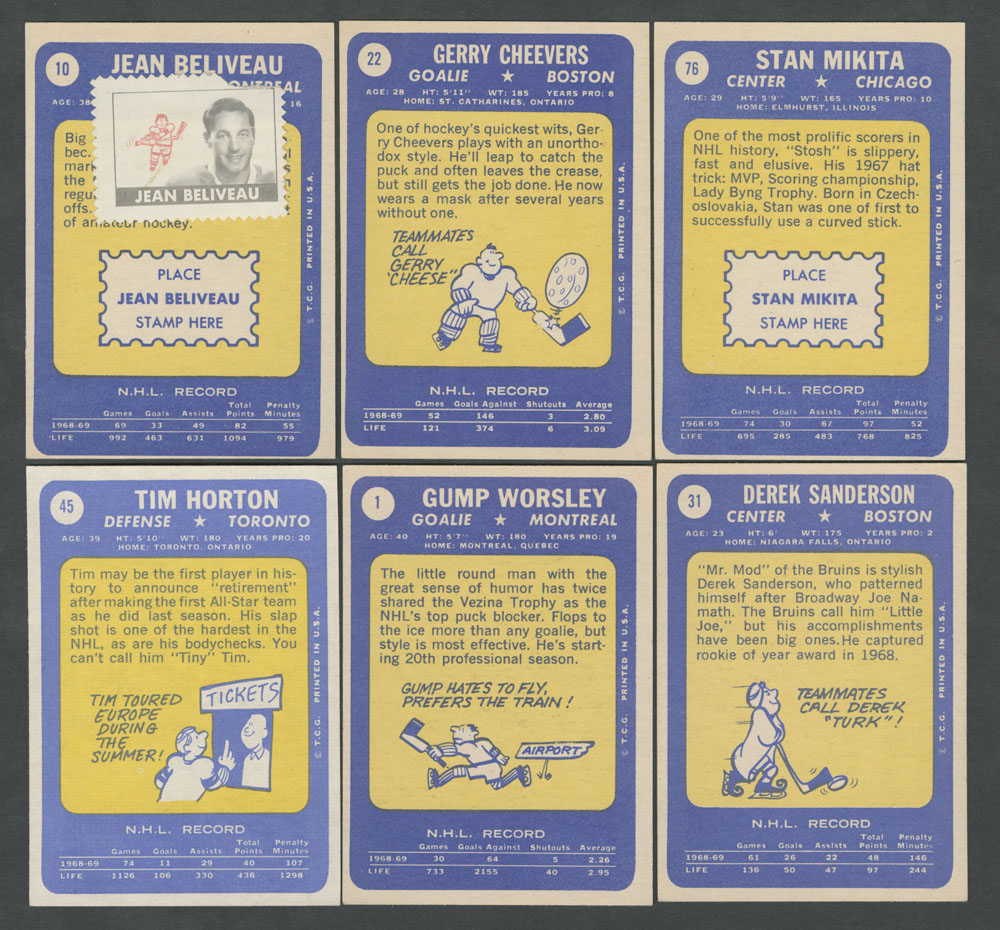 10
JEAN BELIVEAU
MONTREAL
AGE: 38
16
Big
bec.
mar
the
regu
offs.
of amateur hockey.
JEAN BELIVEAU
PLACE
JEAN BELIVEAU
STAMP HERE
© T.C.G. PRINTED IN U.S.A.
N.H.L. RECORD
Games Goals Assists Total Points Penalty Minutes
1968-69 69 33 49 82 55
LIFE 992 463 631 1094 979
22
GERRY CHEEVERS
GOALIE ★ BOSTON
AGE: 28 HT: 5'11" WT: 185 YEARS PRO: 8
HOME: ST. CATHARINES, ONTARIO
One of hockey's quickest wits, Ger-
ry Cheevers plays with an unortho-
dox style. He'll leap to catch the
puck and often leaves the crease,
but still gets the job done. He now
wears a mask after several years
without one.
TEAMMATES
CALL
GERRY
"CHEESE"
© T.C.G. PRINTED IN U.S.A.
N.H.L. RECORD
Games Goals Against Shutouts Average
1968-69 52 146 3 2.80
LIFE 121 374 6 3.09
76
STAN MIKITA
CENTER ★ CHICAGO
AGE: 29 HT: 5'9" WT: 165 YEARS PRO: 10
HOME: ELMHURST, ILLINOIS
One of the most prolific scorers in
NHL history, "Stosh" is slippery,
fast and elusive. His 1967 hat
trick: MVP, Scoring championship,
Lady Byng Trophy. Born in Czech-
oslovakia, Stan was one of first to
successfully use a curved stick.
PLACE
STAN MIKITA
STAMP HERE
© T.C.G. PRINTED IN U.S.A.
N.H.L. RECORD
Games Goals Assists Total Points Penalty Minutes
1968-69 74 30 67 97 52
LIFE 695 285 483 768 825
45
TIM HORTON
DEFENSE ★ TORONTO
AGE: 39 HT: 5'10" WT: 180 YEARS PRO: 20
HOME: TORONTO, ONTARIO
Tim may be the first player in his-
tory to announce "retirement"
after making the first All-Star team
as he did last season. His slap
shot is one of the hardest in the
NHL, as are his bodychecks. You
can't call him "Tiny" Tim.
TIM TOURED
EUROPE
DURING
THE
SUMMER!
TICKETS
© T.C.G. PRINTED IN U.S.A.
N.H.L. RECORD
Games Goals Assists Total Points Penalty Minutes
1968-69 74 11 29 40 107
LIFE 1126 106 330 436 1298
1
GUMP WORSLEY
GOALIE ★ MONTREAL
AGE: 40 HT: 5'7" WT: 180 YEARS PRO: 19
HOME: MONTREAL, QUEBEC
The little round man with the
great sense of humor has twice
shared the Vezina Trophy as the
NHL's top puck blocker. Flops to
the ice more than any goalie, but
style is most effective. He's start-
ing 20th professional season.
GUMP HATES TO FLY,
PREFERS THE TRAIN!
AIRPORT
© T.C.G. PRINTED IN U.S.A.
N.H.L. RECORD
Games Goals Against Shutouts Average
1968-69 30 64 5 2.26
LIFE 733 2155 40 2.95
31
DEREK SANDERSON
CENTER ★ BOSTON
AGE: 23 HT: 6' WT: 175 YEARS PRO: 2
HOME: NIAGARA FALLS, ONTARIO
"Mr. Mod" of the Bruins is stylish
Derek Sanderson, who patterned
himself after Broadway Joe Na-
math. The Bruins call him "Little
Joe," but his accomplishments
have been big ones. He captured
rookie of year award in 1968.
TEAMMATES
CALL DEREK
"TURK"!
© T.C.G. PRINTED IN U.S.A.
N.H.L. RECORD
Games Goals Assists Total Points Penalty Minutes
1968-69 61 26 22 48 146
LIFE 136 50 47 97 244